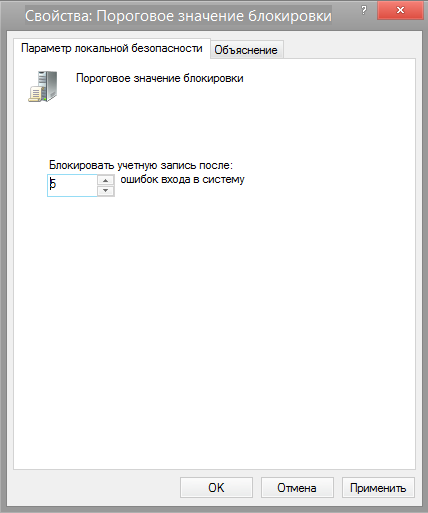 Свойства: Пороговое значение блокировки
?
Параметр локальной безопасности
Объяснение
Пороговое значение блокировки
Блокировать учетную запись после:
5 ошибок входа в систему
OK
Отмена
Применить